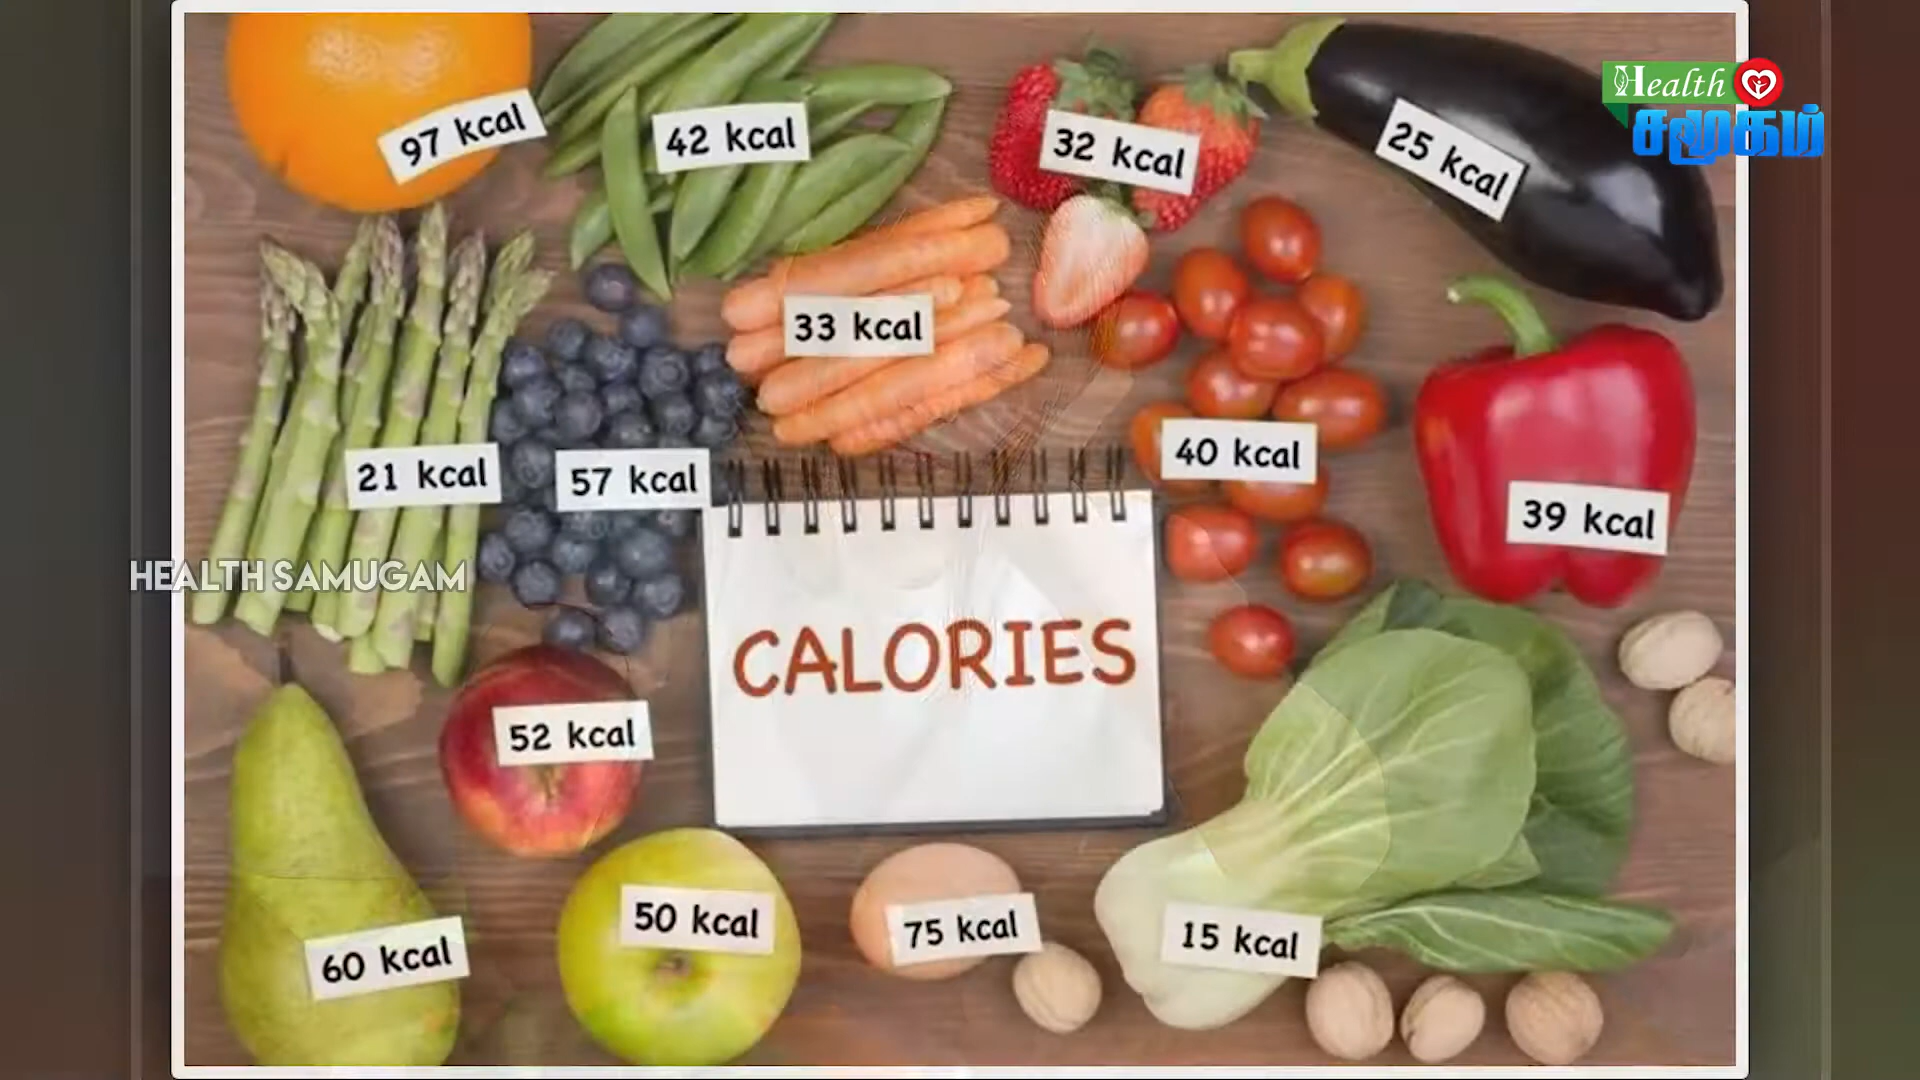 97 kcal
42 kcal
32 kcal
25 kcal
Health
சமூகம்
33 kcal
21 kcal
57 kcal
40 kcal
39 kcal
HEALTH SAMUGAM
CALORIES
52 kcal
60 kcal
50 kcal
75 kcal
15 kcal